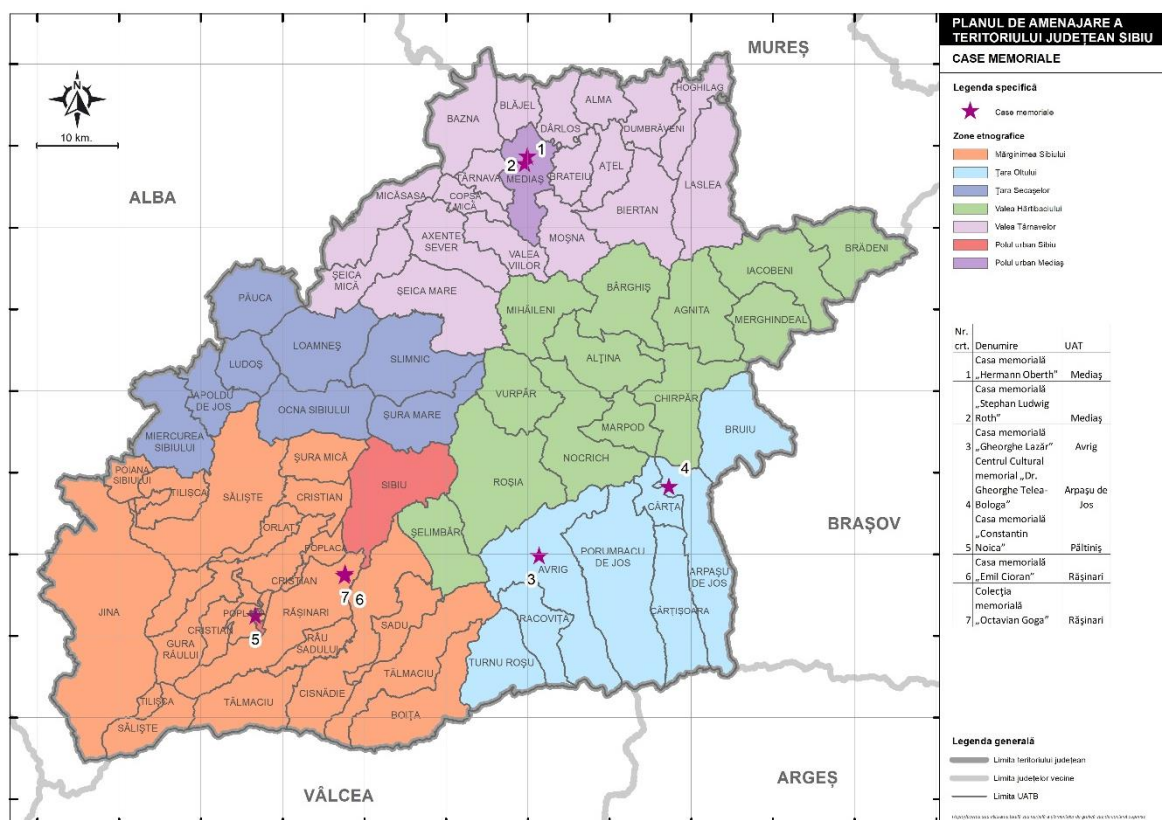 PLANUL DE AMENAJARE A
TERITORIULUI JUDEȚEAN SIBIU
CASE MEMORIALE
Legenda specifică
Case memoriale
Zone etnografice
Mărginimea Sibiului
Țara Oltului
Țara Secașelor
Valea Hârtibaciului
Valea Târnavelor
Polul urban Sibiu
Polul urban Mediaș
Nr.
crt. Denumire UAT
Casa memorială
1 „Hermann Oberth” Mediaș
Casa memorială
„Stephan Ludwig
2 Roth” Mediaș
Casa memorială
3 „Gheorghe Lazăr” Avrig
Centrul Cultural
memorial „Dr.
Gheorghe Telea- Arpașu de
4 Bologa” Jos
Casa memorială
„Constantin
5 Noica” Păltiniș
Casa memorială
6 „Emil Cioran” Rășinari
Colecția
memorială
7 „Octavian Goga” Rășinari
Legenda generală
Limita teritoriului județean
Limita județelor vecine
Limita UATB
N
10 km.
MUREȘ
ALBA
BRAȘOV
ARGEȘ
VÂLCEA
HOGHILAG
ALMA
BLĂJEL
BAZNA
DÂRLOS
DUMBRĂVENI
1
2
MEDIAȘ
BRATEIU
AȚEL
LASLEA
TÂRNAVA
MICĂSASA
COPȘA
MICĂ
BIERTAN
AXENTE
SEVER
MOȘNA
VALEA
VIILOR
ȘEICA
MICĂ
ȘEICA MARE
BRĂDENI
IACOBENI
BÂRGHIȘ
MIHĂILENI
AGNITA
MERGHINDEAL
PĂUCA
LOAMNEȘ
SLIMNIC
LUDOȘ
ALȚINA
APOLDU
DE JOS
OCNA SIBIULUI
ȘURA MARE
VURPĂR
CHIRPĂR
MARPOD
BRUIU
MIERCUREA
SIBIULUI
ȘURA MICĂ
NOCRICH
POIANA
SIBIULUI
TILIȘCA
SĂLIȘTE
CRISTIAN
SIBIU
ROȘIA
4
CÂRȚA
ORLAT
ȘELIMBĂR
POPLACA
3
AVRIG
PORUMBACU
DE JOS
ARPAȘU
DE JOS
CRISTIAN
7
6
JINA
RĂȘINARI
CÂRȚIȘOARA
RACOVIȚA
5
CRISTIAN
GURA
RÂULUI
RÂU
SADULUI
SADU
TURNU ROȘU
TĂLMACIU
CISNĂDIE
TILIȘCA
TĂLMACIU
BOIȚA
SĂLIȘTE